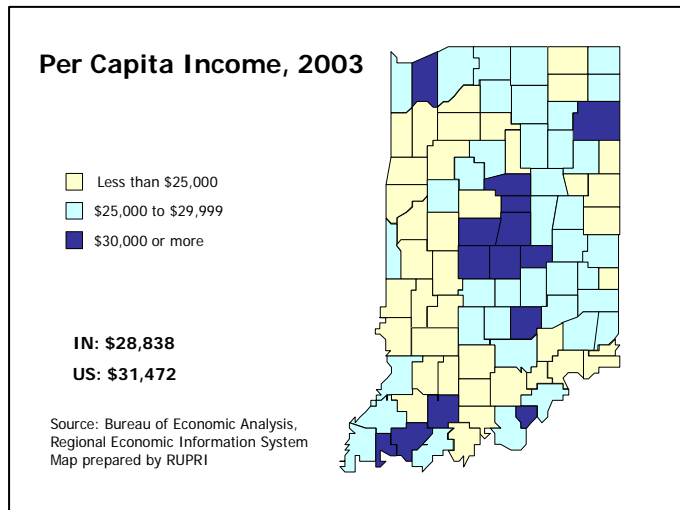 Per Capita Income, 2003
Less than $25,000
$25,000 to $29,999
$30,000 or more
IN: $28,838
US: $31,472
Source: Bureau of Economic Analysis,
Regional Economic Information System
Map prepared by RUPRI